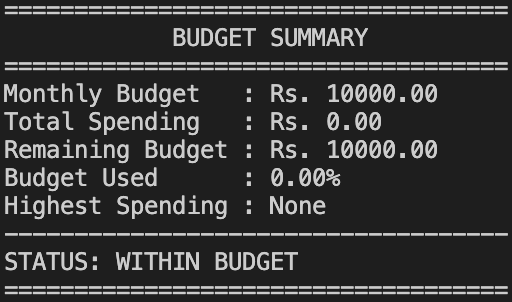 ====================================
BUDGET SUMMARY
====================================
Monthly Budget   : Rs. 10000.00
Total Spending   : Rs. 0.00
Remaining Budget : Rs. 10000.00
Budget Used      : 0.00%
Highest Spending : None
------------------------------------
STATUS: WITHIN BUDGET
====================================